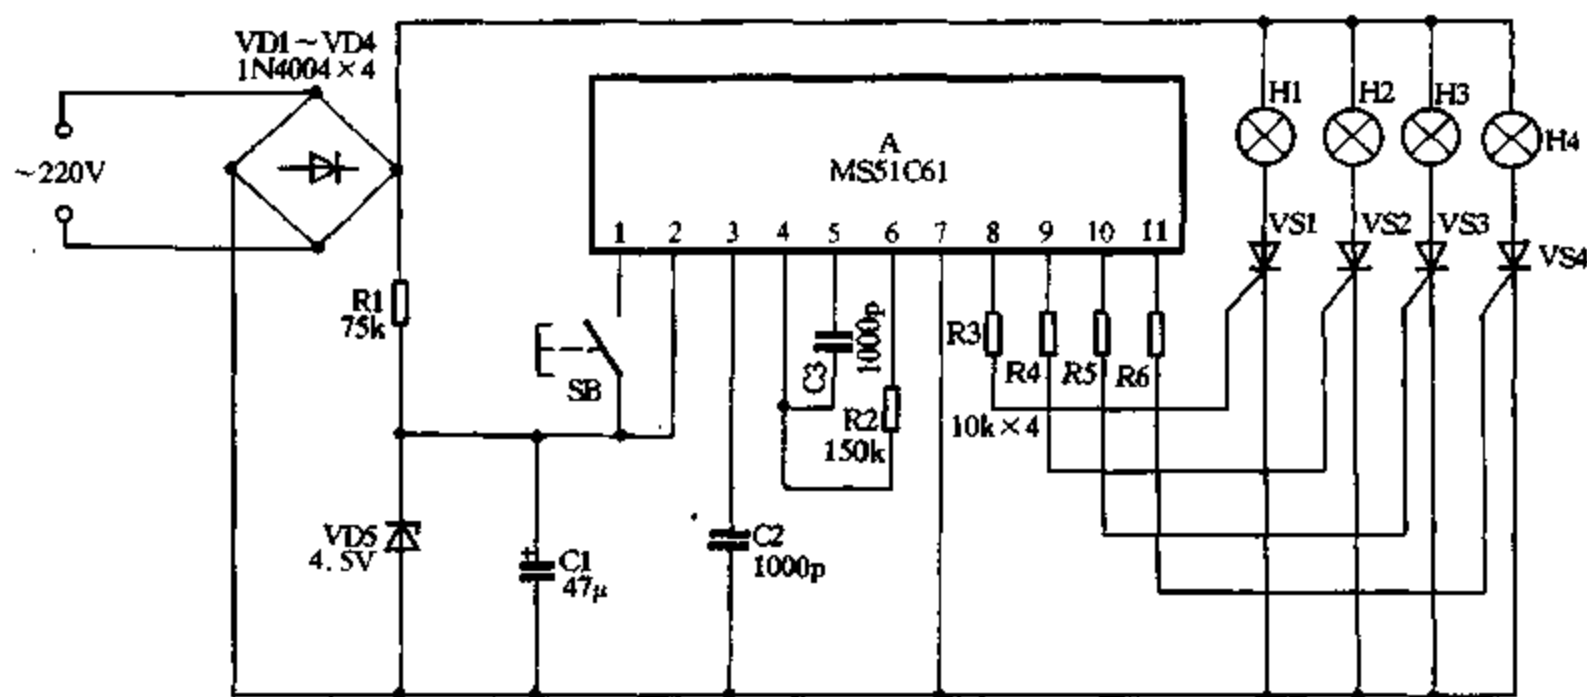 VD1～VD4
1N4004×4
～220V
A
MS51C61
1 2 3 4 5 6 7 8 9 10 11
H1
H2
H3
H4
VS1
VS2
VS3
VS4
R1
75k
SB
C3
1000p
R2
150k
R3
R4
R5
R6
10k×4
VD5
4.5V
+
C1
47μ
C2
1000p